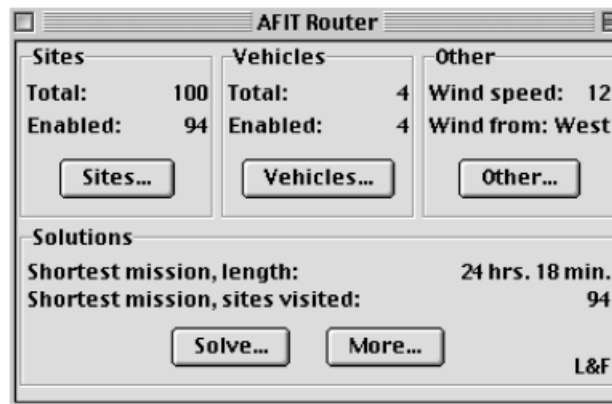 AFIT Router
Sites
Total: 100
Enabled: 94
Sites...
Vehicles
Total: 4
Enabled: 4
Vehicles...
Other
Wind speed: 12
Wind from: West
Other...
Solutions
Shortest mission, length: 24 hrs. 18 min.
Shortest mission, sites visited: 94
Solve... More...
L&F